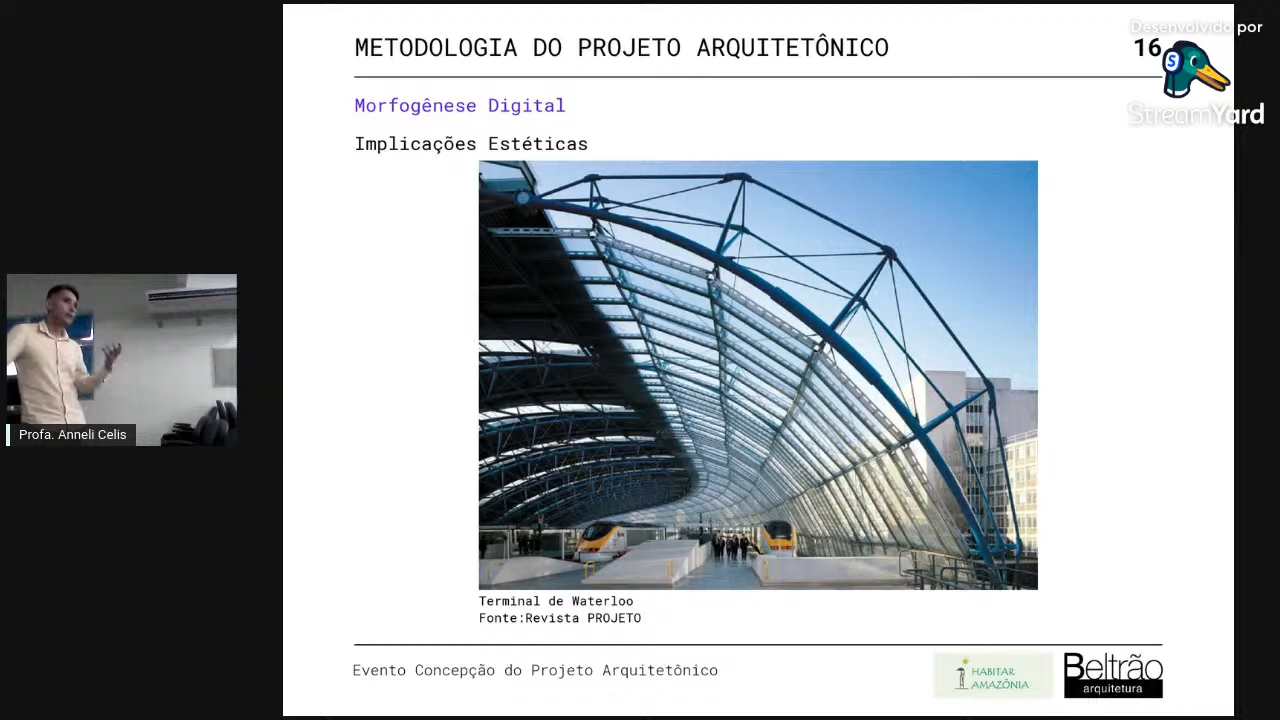 METODOLOGIA DO PROJETO ARQUITETÔNICO
16
Desenvolvido por
StreamYard
Morfogênese Digital
Implicações Estéticas
Profa. Anneli Celis
Terminal de Waterloo
Fonte:Revista PROJETO
Evento Concepção do Projeto Arquitetônico
HABITAR
AMAZÔNIA
Beltrão
arquitetura